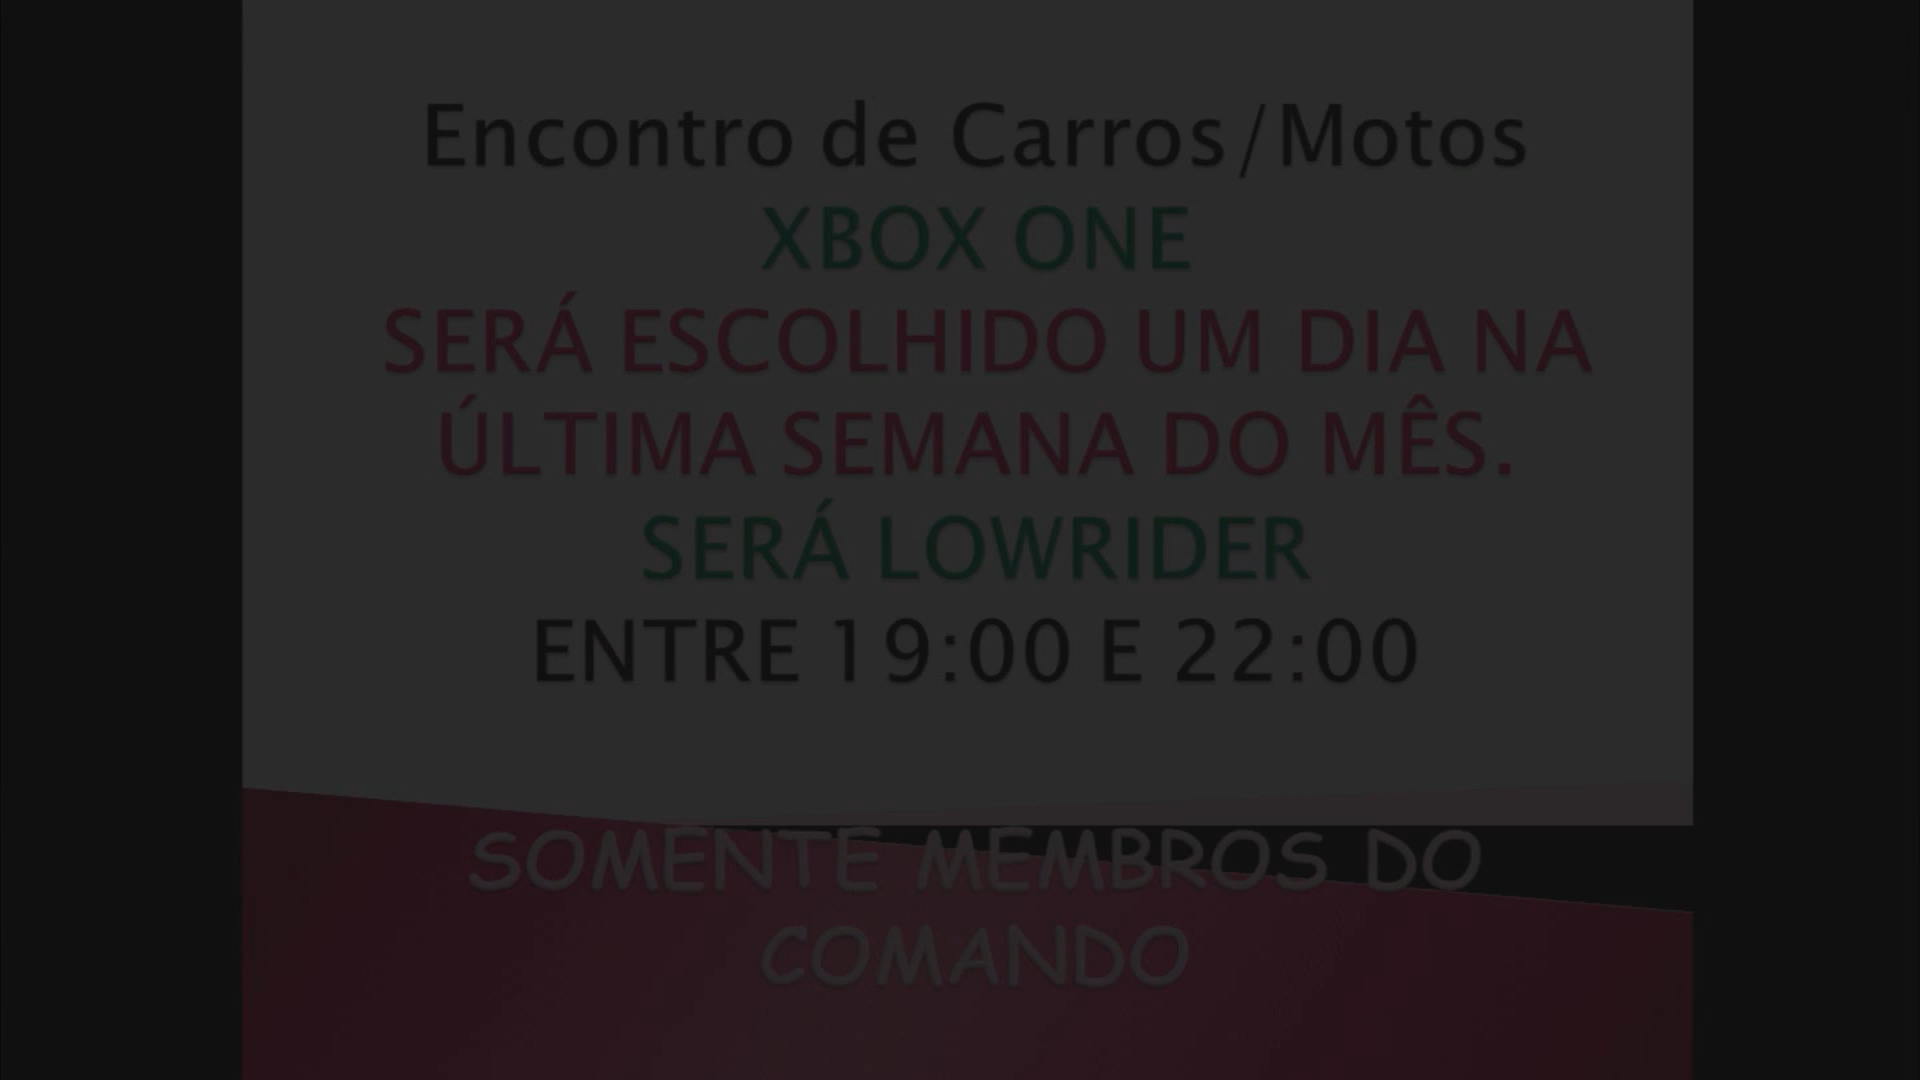 Encontro de Carros/Motos
XBOX ONE
SERÁ ESCOLHIDO UM DIA NA
ÚLTIMA SEMANA DO MÊS.
SERÁ LOWRIDER
ENTRE 19:00 E 22:00
SOMENTE MEMBROS DO
COMANDO